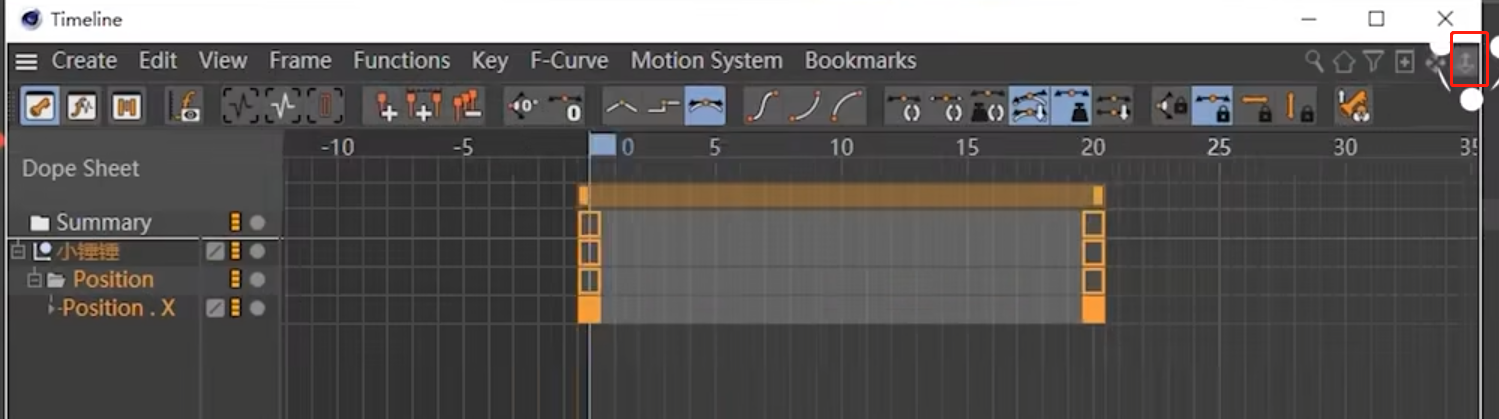 Timeline
Create Edit View Frame Functions Key F-Curve Motion System Bookmarks
-10 -5 0 5 10 15 20 25 30 35
Dope Sheet
Summary
小锤锤
Position
Position . X